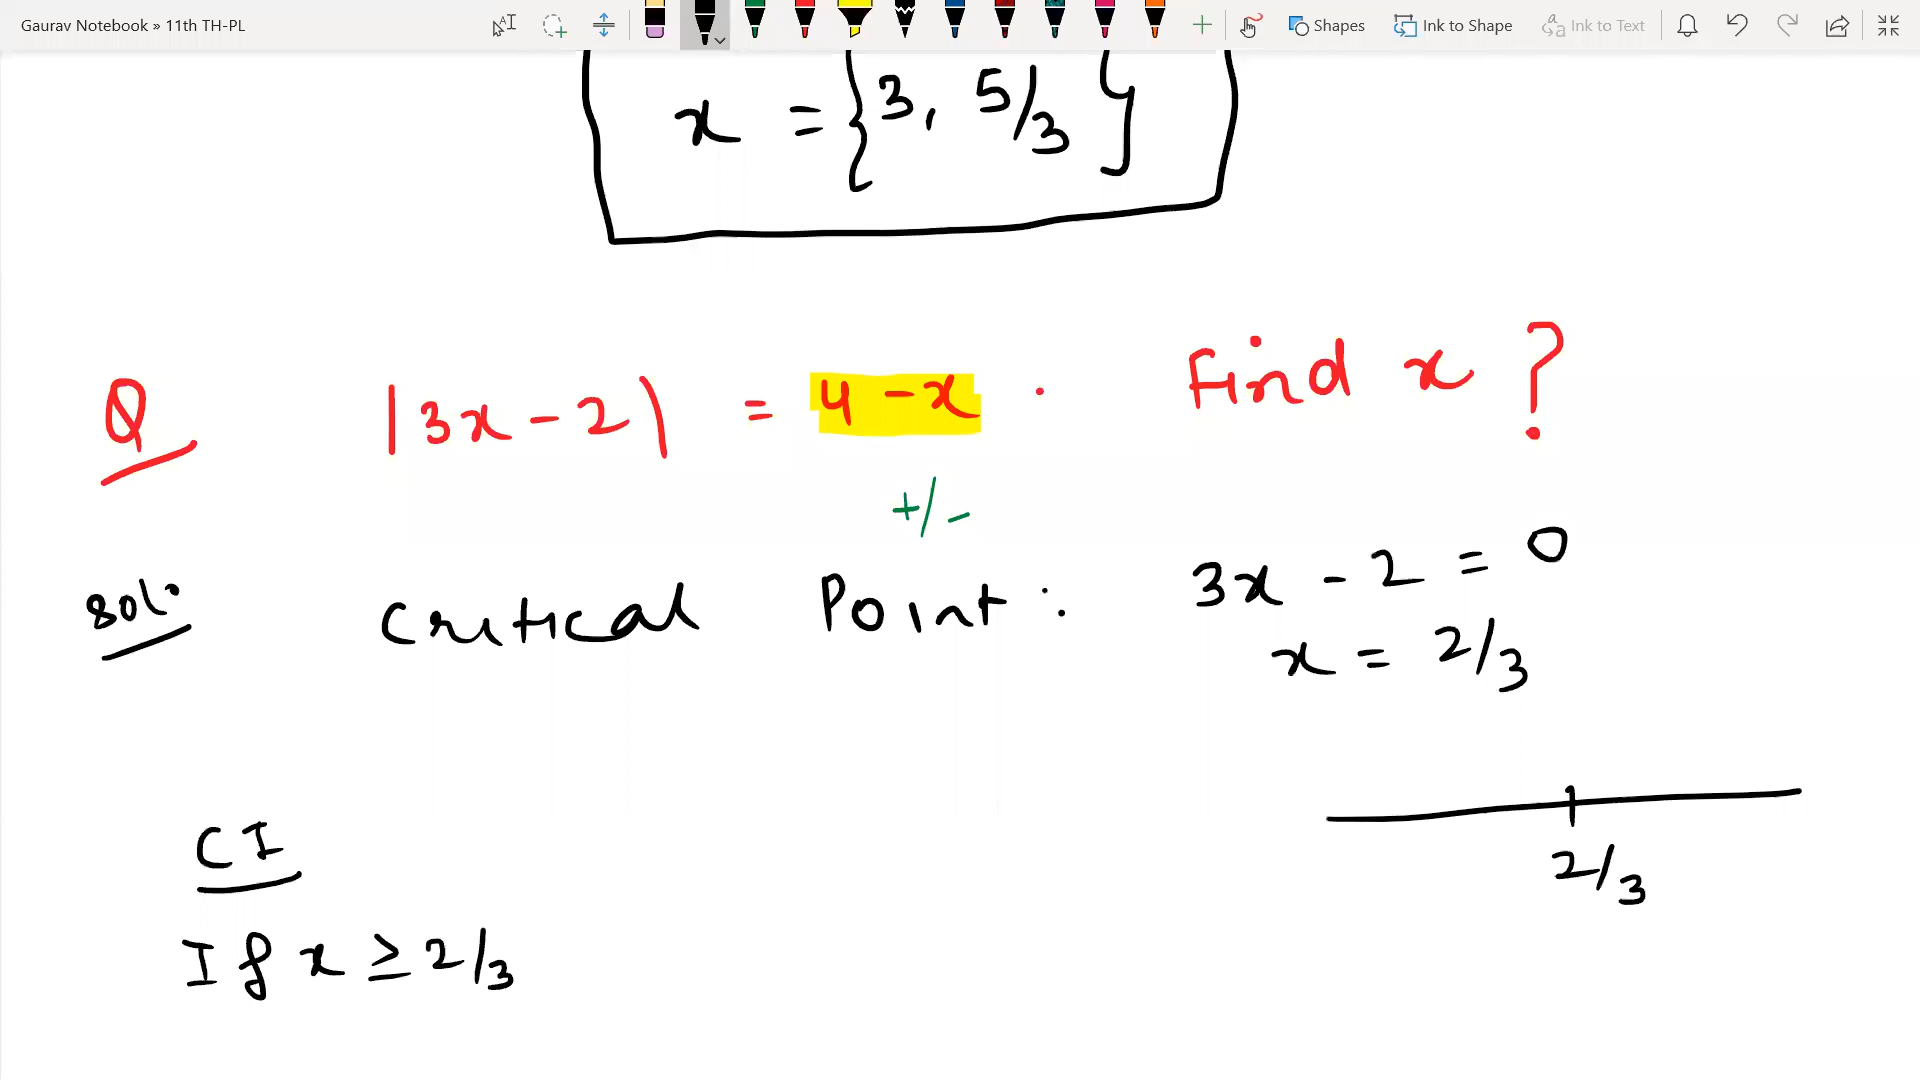 Gaurav Notebook » 11th TH-PL
Shapes
Ink to Shape
Ink to Text
x = {3, 5/3}
Q |3x - 2| = 4 - x . Find x ?
+/-
Sol. Critical Point : 3x - 2 = 0
x = 2/3
2/3
C I
If x ≥ 2/3